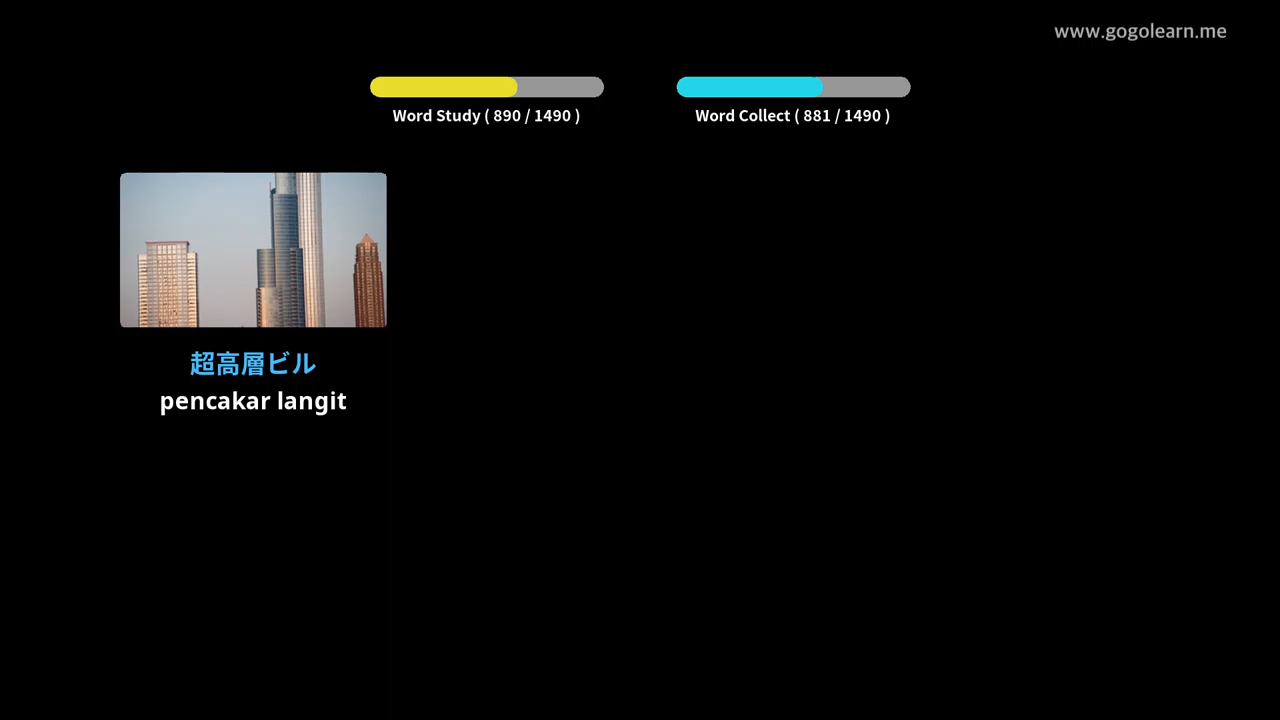 www.gogolearn.me
Word Study ( 890 / 1490 )
Word Collect ( 881 / 1490 )
超高層ビル
pencakar langit